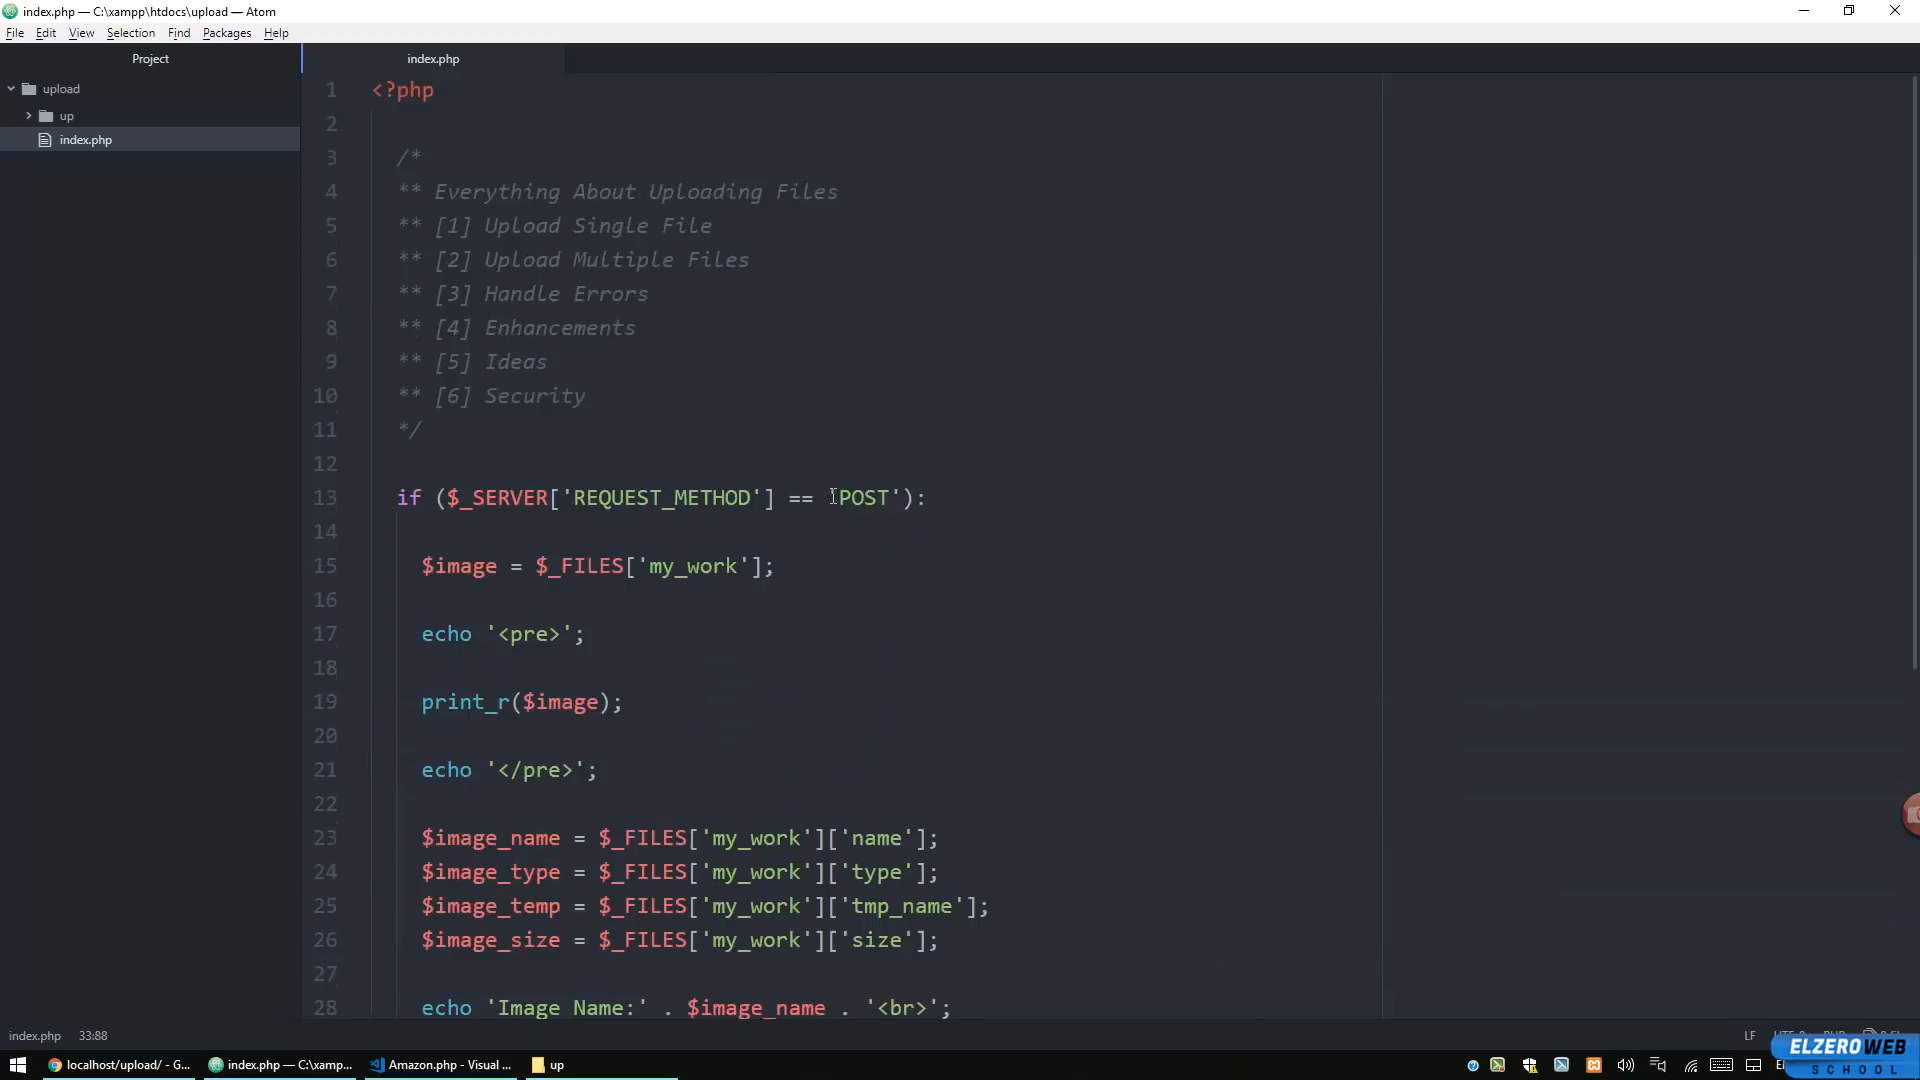 index.php — C:\xampp\htdocs\upload — Atom
File Edit View Selection Find Packages Help
Project
upload
up
index.php
index.php
1 <?php
2
3 /*
4 ** Everything About Uploading Files
5 ** [1] Upload Single File
6 ** [2] Upload Multiple Files
7 ** [3] Handle Errors
8 ** [4] Enhancements
9 ** [5] Ideas
10 ** [6] Security
11 */
12
13 if ($_SERVER['REQUEST_METHOD'] == 'POST'):
14
15 $image = $_FILES['my_work'];
16
17 echo '<pre>';
18
19 print_r($image);
20
21 echo '</pre>';
22
23 $image_name = $_FILES['my_work']['name'];
24 $image_type = $_FILES['my_work']['type'];
25 $image_temp = $_FILES['my_work']['tmp_name'];
26 $image_size = $_FILES['my_work']['size'];
27
28 echo 'Image Name:' . $image_name . '<br>';
index.php 33:88
LF
localhost/upload/ - G...
index.php — C:\xamp...
Amazon.php - Visual ...
up
ELZEROWEB
SCHOOL